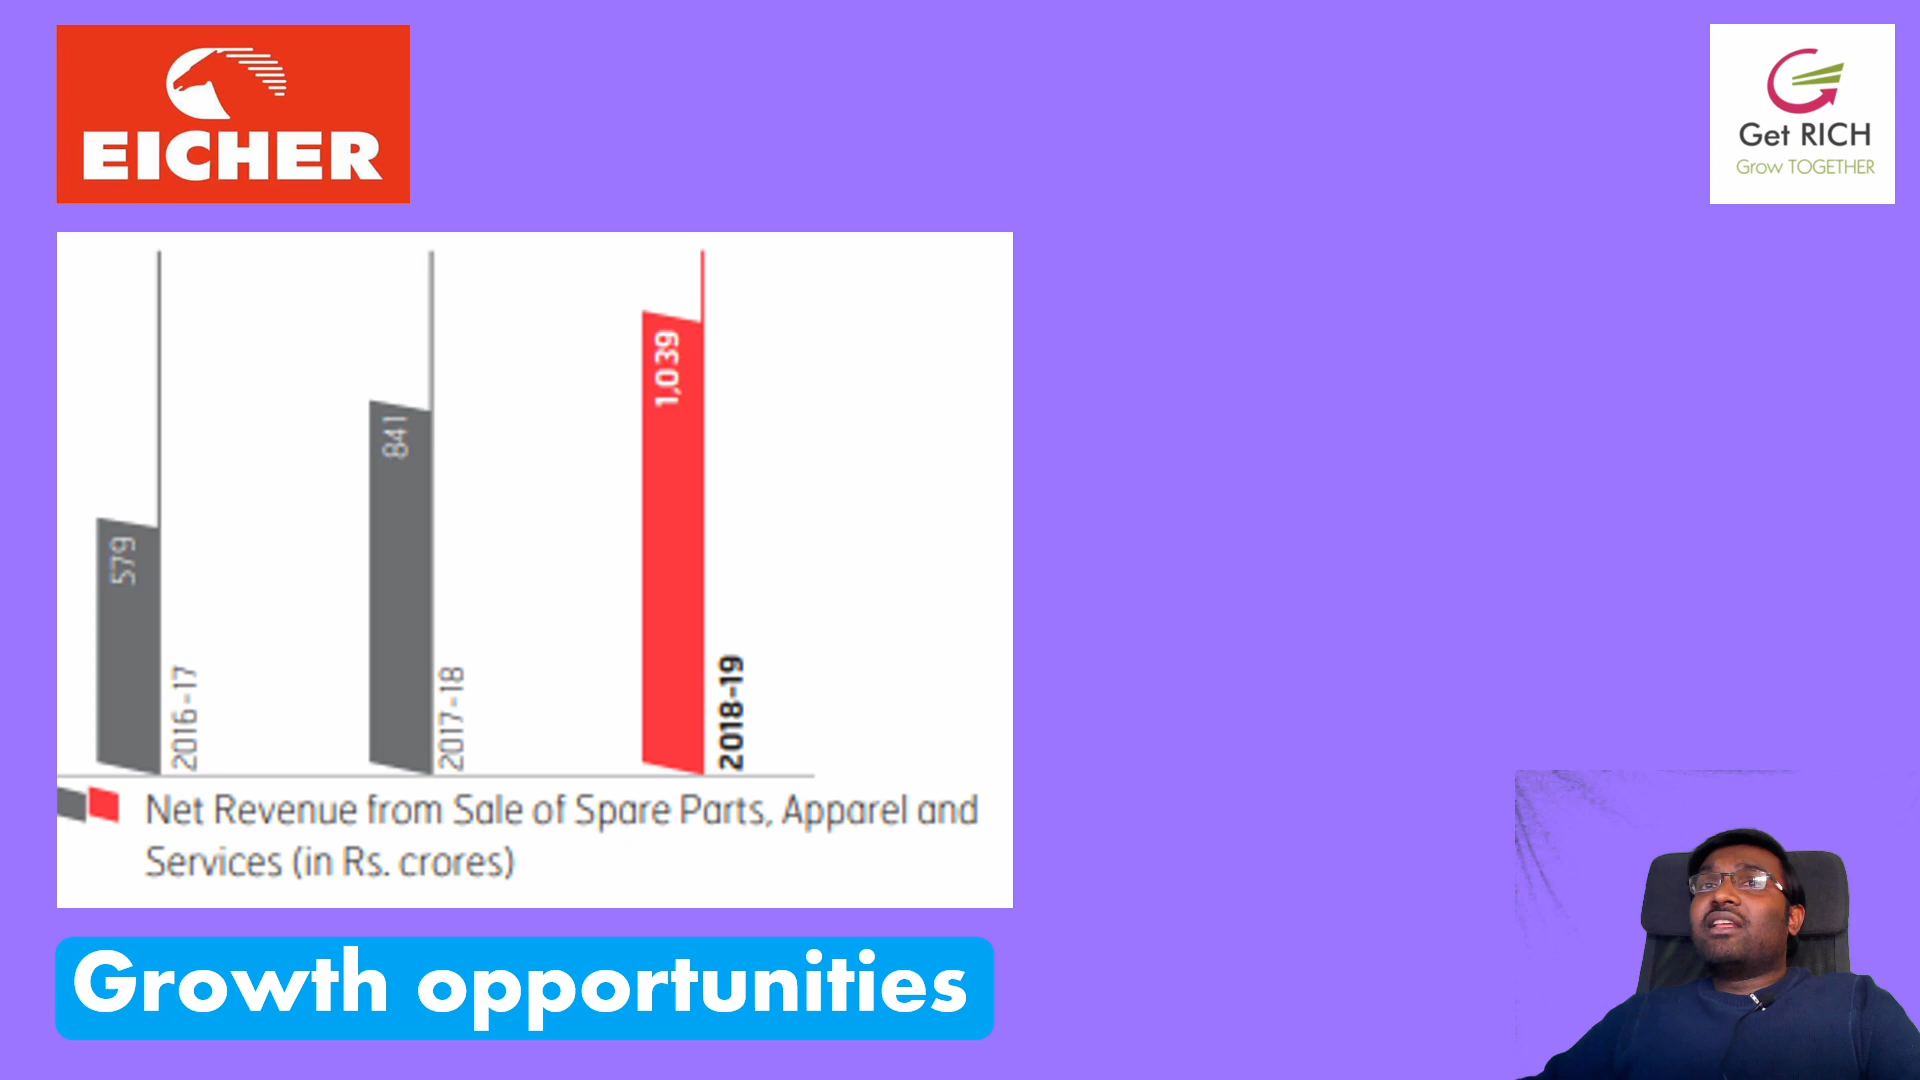 EICHER
Get RICH
Grow TOGETHER
579
2016-17
841
2017-18
1,039
2018-19
Net Revenue from Sale of Spare Parts, Apparel and
Services (in Rs. crores)
Growth opportunities